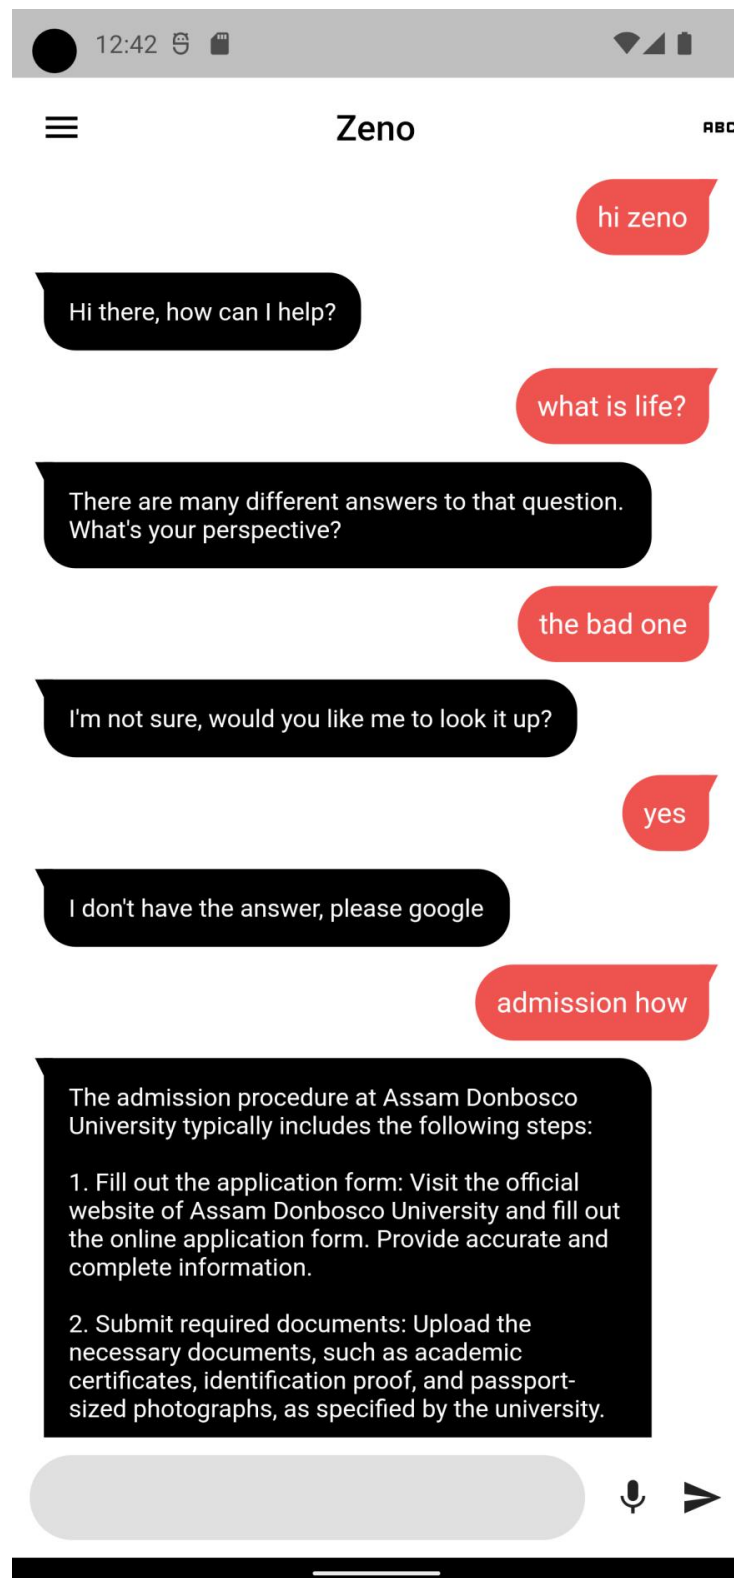 12:42
Zeno
ABC
hi zeno
Hi there, how can I help?
what is life?
There are many different answers to that question.
What's your perspective?
the bad one
I'm not sure, would you like me to look it up?
yes
I don't have the answer, please google
admission how
The admission procedure at Assam Donbosco
University typically includes the following steps:
1. Fill out the application form: Visit the official
website of Assam Donbosco University and fill out
the online application form. Provide accurate and
complete information.
2. Submit required documents: Upload the
necessary documents, such as academic
certificates, identification proof, and passport-
sized photographs, as specified by the university.